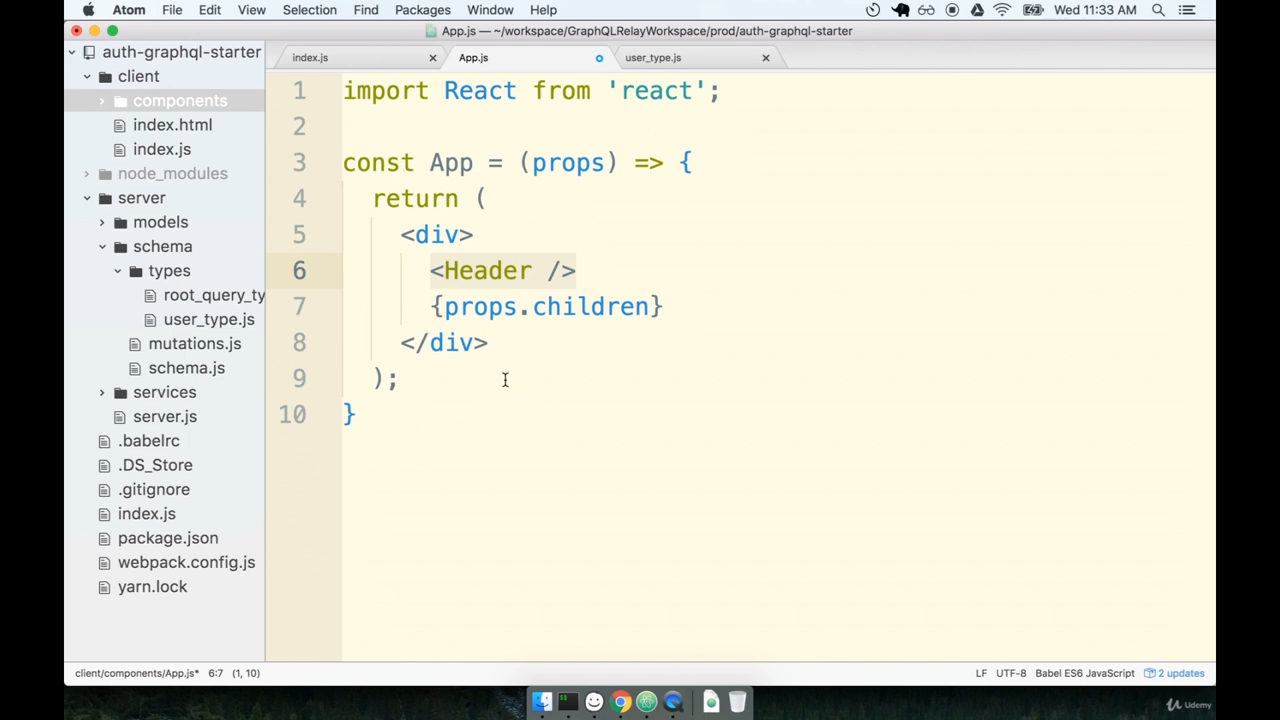 Atom File Edit View Selection Find Packages Window Help Wed 11:33 AM
App.js — ~/workspace/GraphQLRelayWorkspace/prod/auth-graphql-starter
auth-graphql-starter
client
components
index.html
index.js
node_modules
server
models
schema
types
root_query_ty
user_type.js
mutations.js
schema.js
services
server.js
.babelrc
.DS_Store
.gitignore
index.js
package.json
webpack.config.js
yarn.lock
index.js App.js user_type.js
1 import React from 'react';
2
3 const App = (props) => {
4 return (
5 <div>
6 <Header />
7 {props.children}
8 </div>
9 );
10 }
client/components/App.js* 6:7 (1, 10) LF UTF-8 Babel ES6 JavaScript 2 updates
Udemy